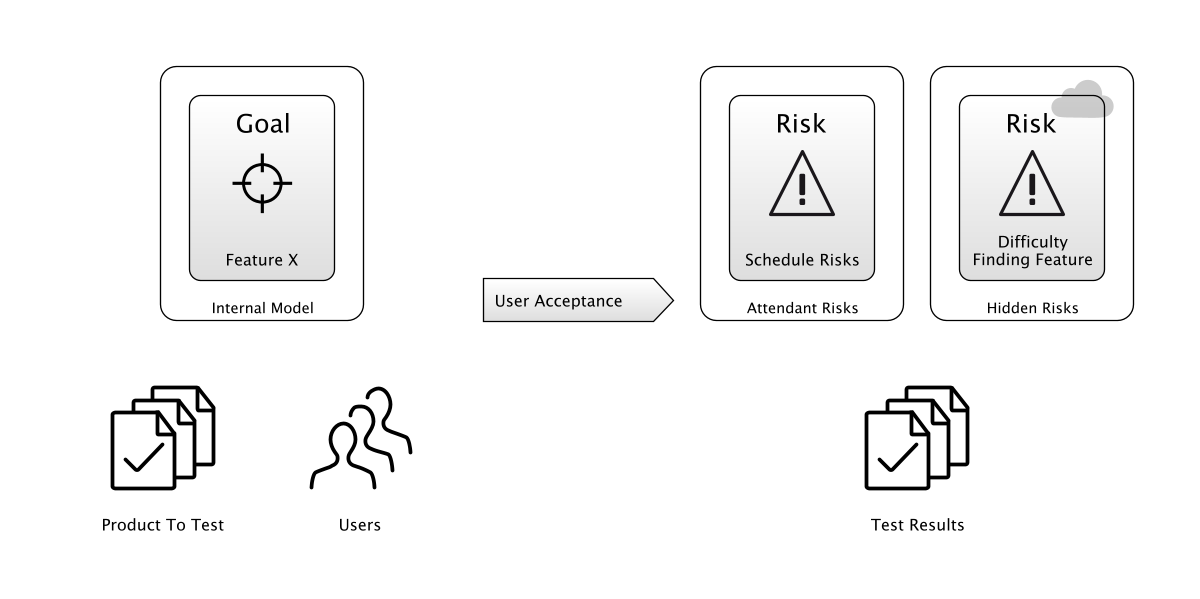 Goal
Feature X
Internal Model
User Acceptance
Risk
Schedule Risks
Attendant Risks
Risk
Difficulty
Finding Feature
Hidden Risks
Product To Test
Users
Test Results